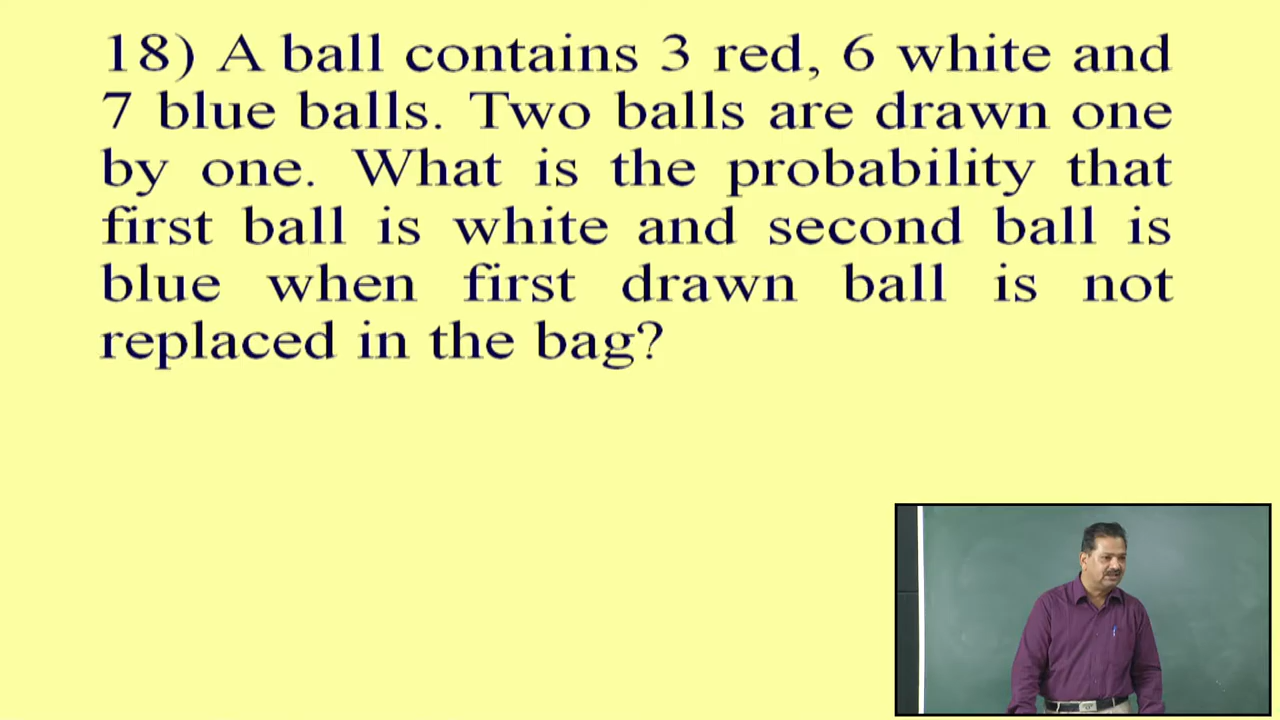 18) A ball contains 3 red, 6 white and
7 blue balls. Two balls are drawn one
by one. What is the probability that
first ball is white and second ball is
blue when first drawn ball is not
replaced in the bag?